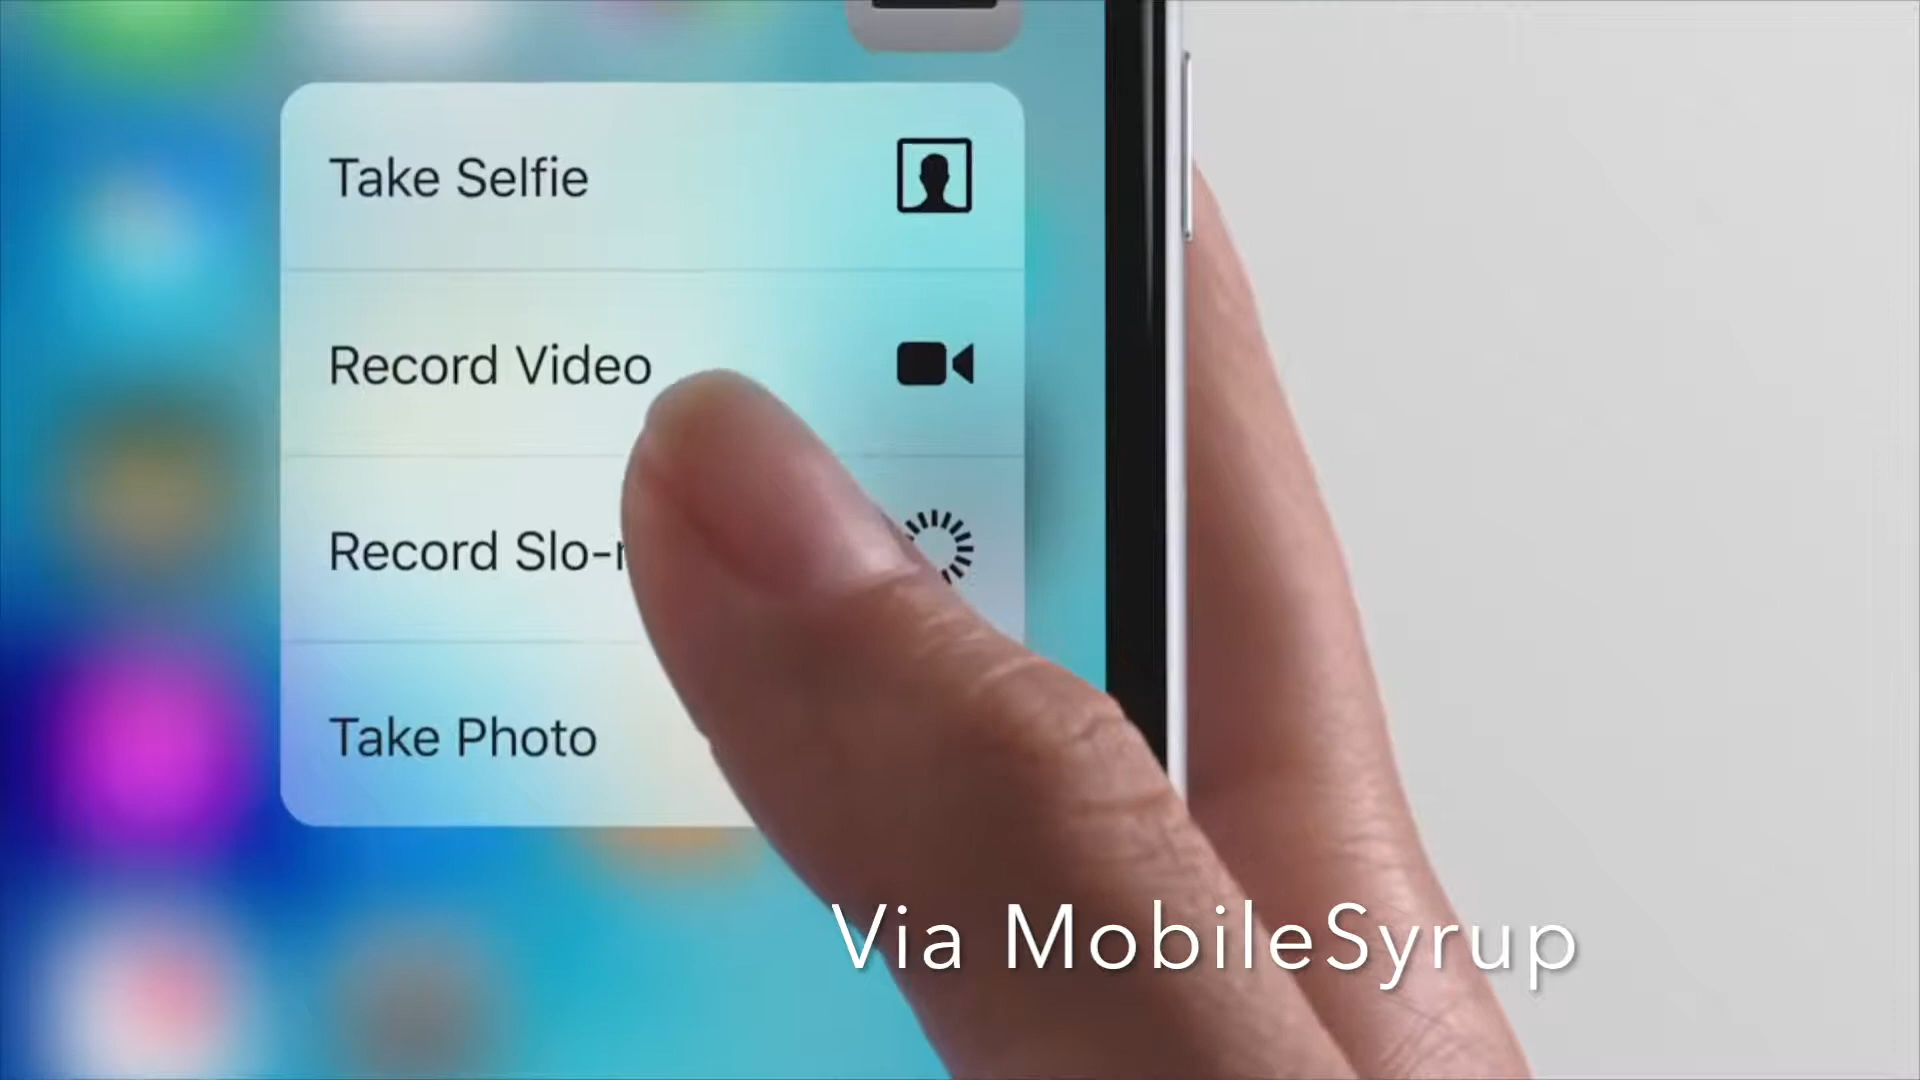 Take Selfie
Record Video
Record Slo-
Take Photo
Via MobileSyrup